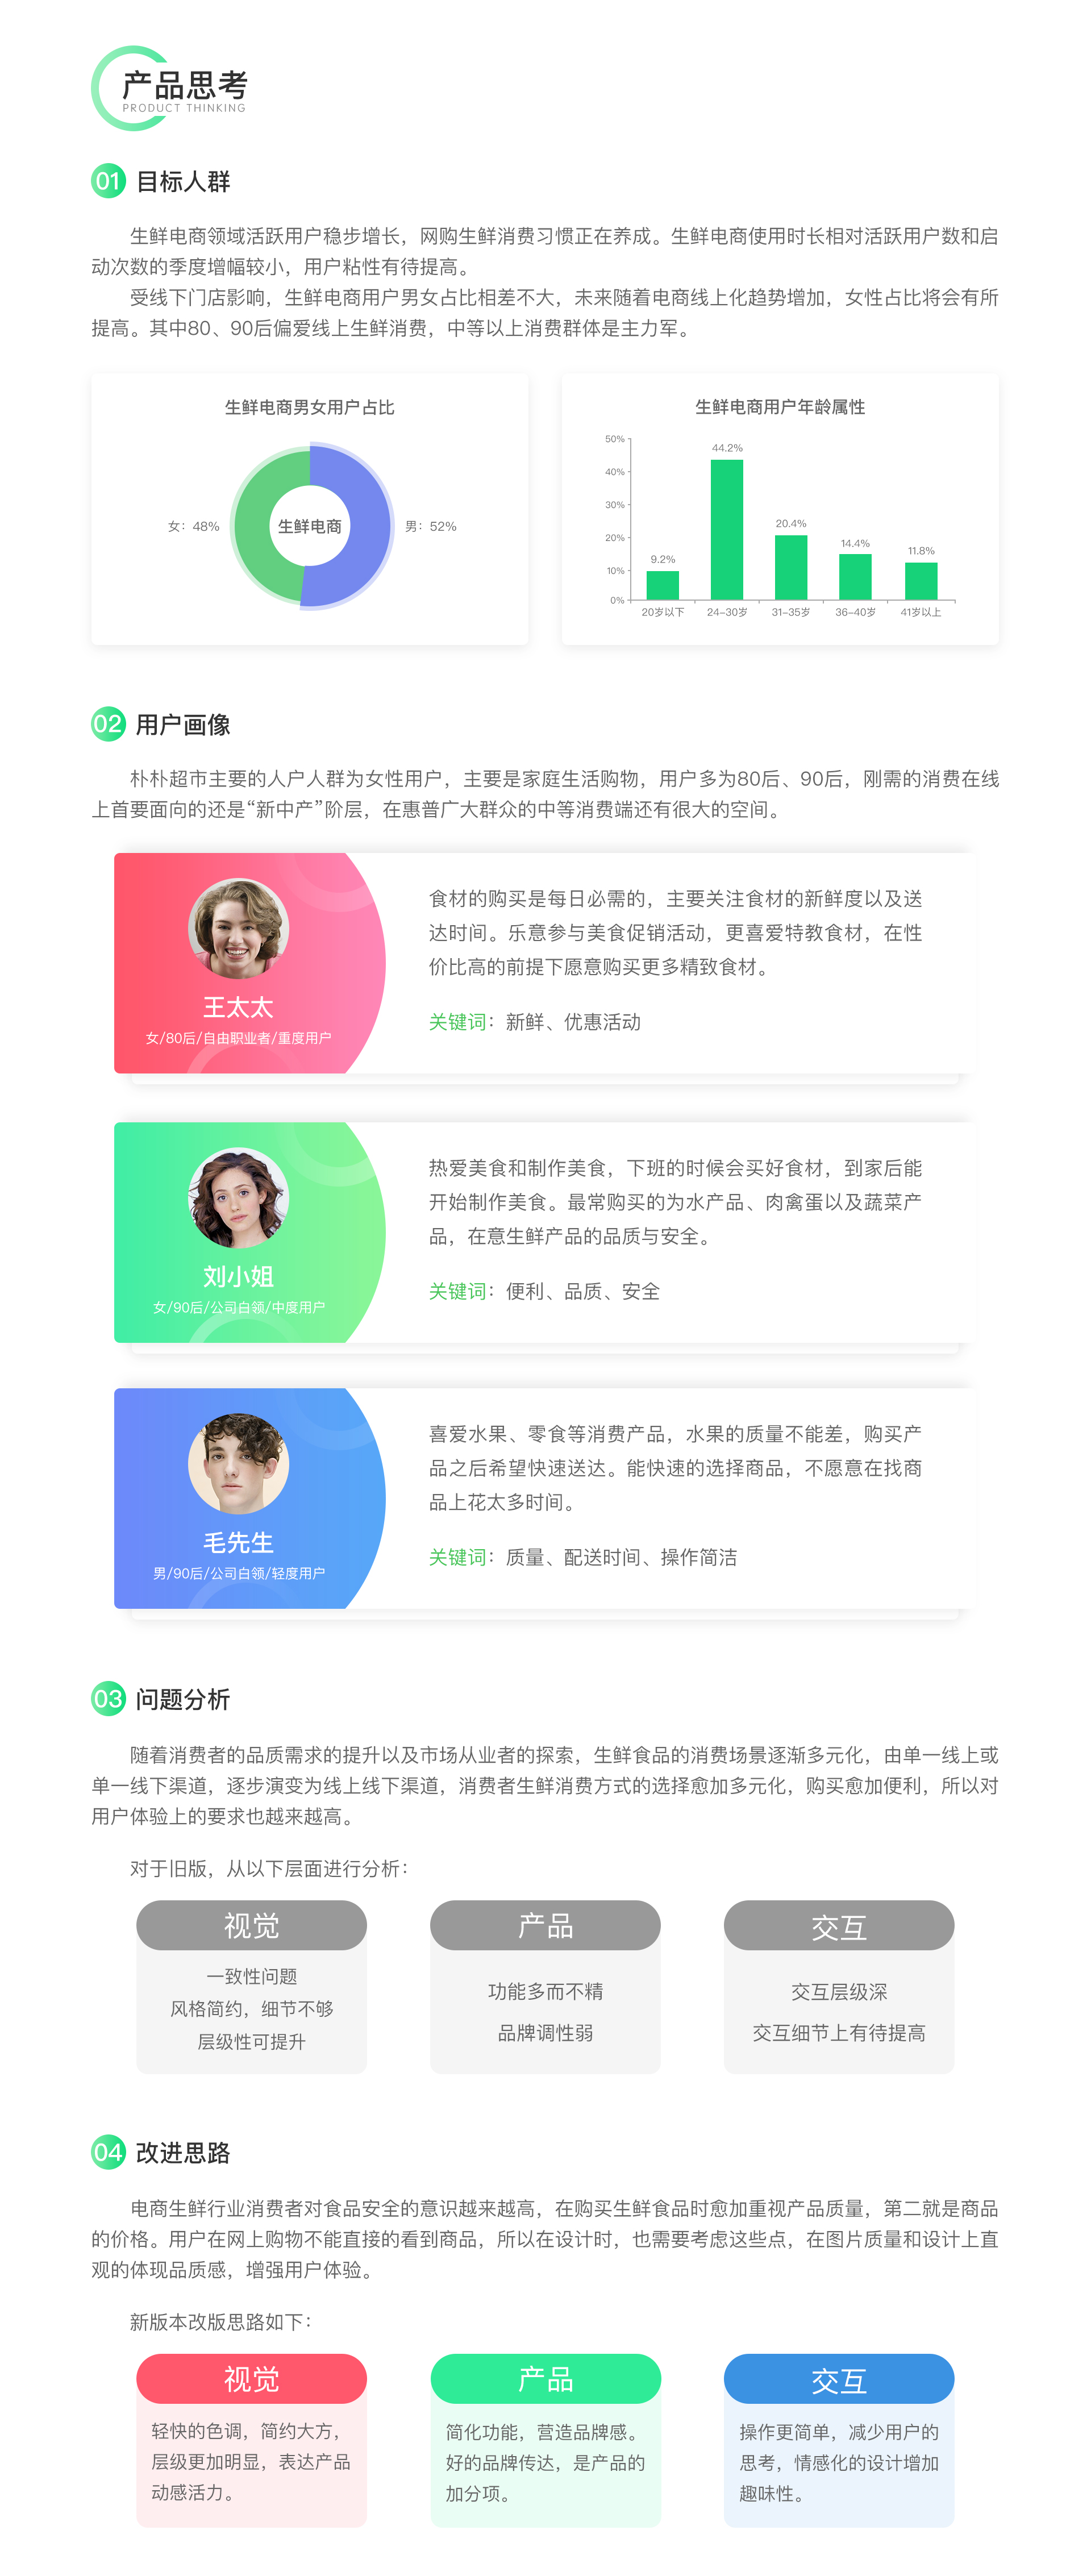 产品思考
PRODUCT THINKING
01 目标人群
生鲜电商领域活跃用户稳步增长，网购生鲜消费习惯正在养成。生鲜电商使用时长相对活跃用户数和启
动次数的季度增幅较小，用户粘性有待提高。
受线下门店影响，生鲜电商用户男女占比相差不大，未来随着电商线上化趋势增加，女性占比将会有所
提高。其中80、90后偏爱线上生鲜消费，中等以上消费群体是主力军。
生鲜电商男女用户占比
女：48%
生鲜电商
男：52%
生鲜电商用户年龄属性
50%
40%
30%
20%
10%
0%
9.2%
44.2%
20.4%
14.4%
11.8%
20岁以下
24-30岁
31-35岁
36-40岁
41岁以上
02 用户画像
朴朴超市主要的人户人群为女性用户，主要是家庭生活购物，用户多为80后、90后，刚需的消费在线
上首要面向的还是“新中产”阶层，在惠普广大群众的中等消费端还有很大的空间。
王太太
女/80后/自由职业者/重度用户
食材的购买是每日必需的，主要关注食材的新鲜度以及送
达时间。乐意参与美食促销活动，更喜爱特教食材，在性
价比高的前提下愿意购买更多精致食材。
关键词：新鲜、优惠活动
刘小姐
女/90后/公司白领/中度用户
热爱美食和制作美食，下班的时候会买好食材，到家后能
开始制作美食。最常购买的为水产品、肉禽蛋以及蔬菜产
品，在意生鲜产品的品质与安全。
关键词：便利、品质、安全
毛先生
男/90后/公司白领/轻度用户
喜爱水果、零食等消费产品，水果的质量不能差，购买产
品之后希望快速送达。能快速的选择商品，不愿意在找商
品上花太多时间。
关键词：质量、配送时间、操作简洁
03 问题分析
随着消费者的品质需求的提升以及市场从业者的探索，生鲜食品的消费场景逐渐多元化，由单一线上或
单一线下渠道，逐步演变为线上线下渠道，消费者生鲜消费方式的选择愈加多元化，购买愈加便利，所以对
用户体验上的要求也越来越高。
对于旧版，从以下层面进行分析：
视觉
一致性问题
风格简约，细节不够
层级性可提升
产品
功能多而不精
品牌调性弱
交互
交互层级深
交互细节上有待提高
04 改进思路
电商生鲜行业消费者对食品安全的意识越来越高，在购买生鲜食品时愈加重视产品质量，第二就是商品
的价格。用户在网上购物不能直接的看到商品，所以在设计时，也需要考虑这些点，在图片质量和设计上直
观的体现品质感，增强用户体验。
新版本改版思路如下：
视觉
轻快的色调，简约大方，
层级更加明显，表达产品
动感活力。
产品
简化功能，营造品牌感。
好的品牌传达，是产品的
加分项。
交互
操作更简单，减少用户的
思考，情感化的设计增加
趣味性。